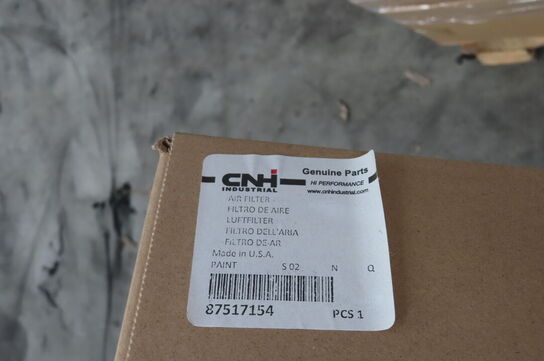 CNH Genuine Parts
INDUSTRIAL HI PERFORMANCE
www.cnhindustrial.com
AIR FILTER -
FILTRO DE AIRE
LUFTFILTER
FILTRO DELL'ARIA
FILTRO DE AR
Made in U.S.A.
PAINT S 02 N Q
87517154 PCS 1